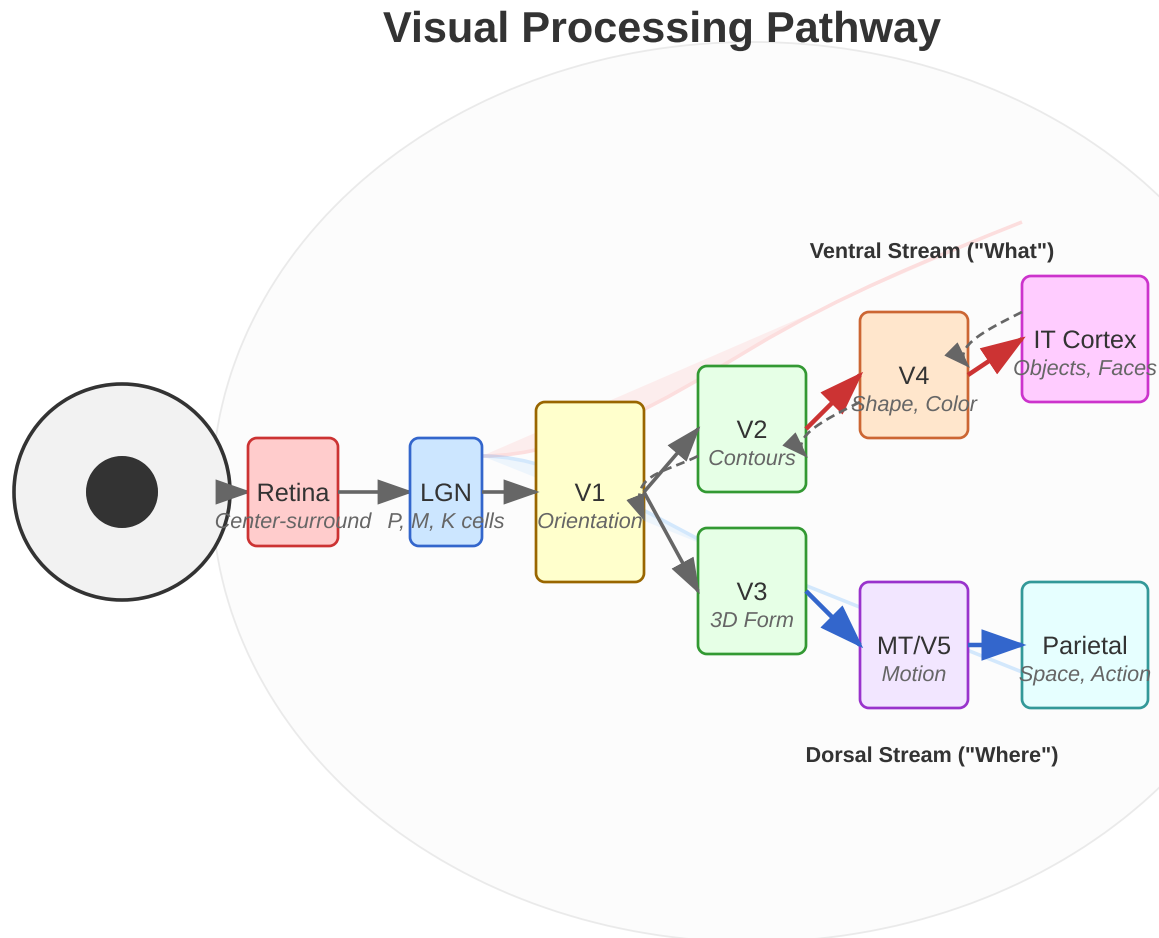 Visual Processing Pathway
Ventral Stream ("What")
IT Cortex
Objects, Faces
V4
Shape, Color
V2
Contours
Retina
Center-surround
LGN
P, M, K cells
V1
Orientation
V3
3D Form
MT/V5
Motion
Parietal
Space, Action
Dorsal Stream ("Where")